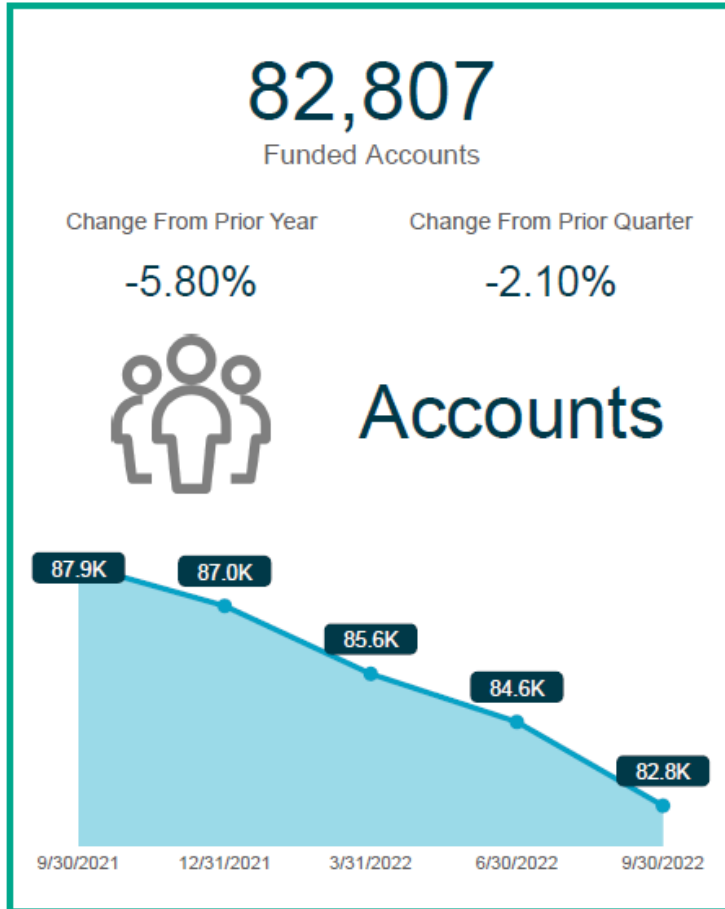 82,807
Funded Accounts
Change From Prior Year
Change From Prior Quarter
-5.80%
-2.10%
Accounts
87.9K
87.0K
85.6K
84.6K
82.8K
9/30/2021
12/31/2021
3/31/2022
6/30/2022
9/30/2022